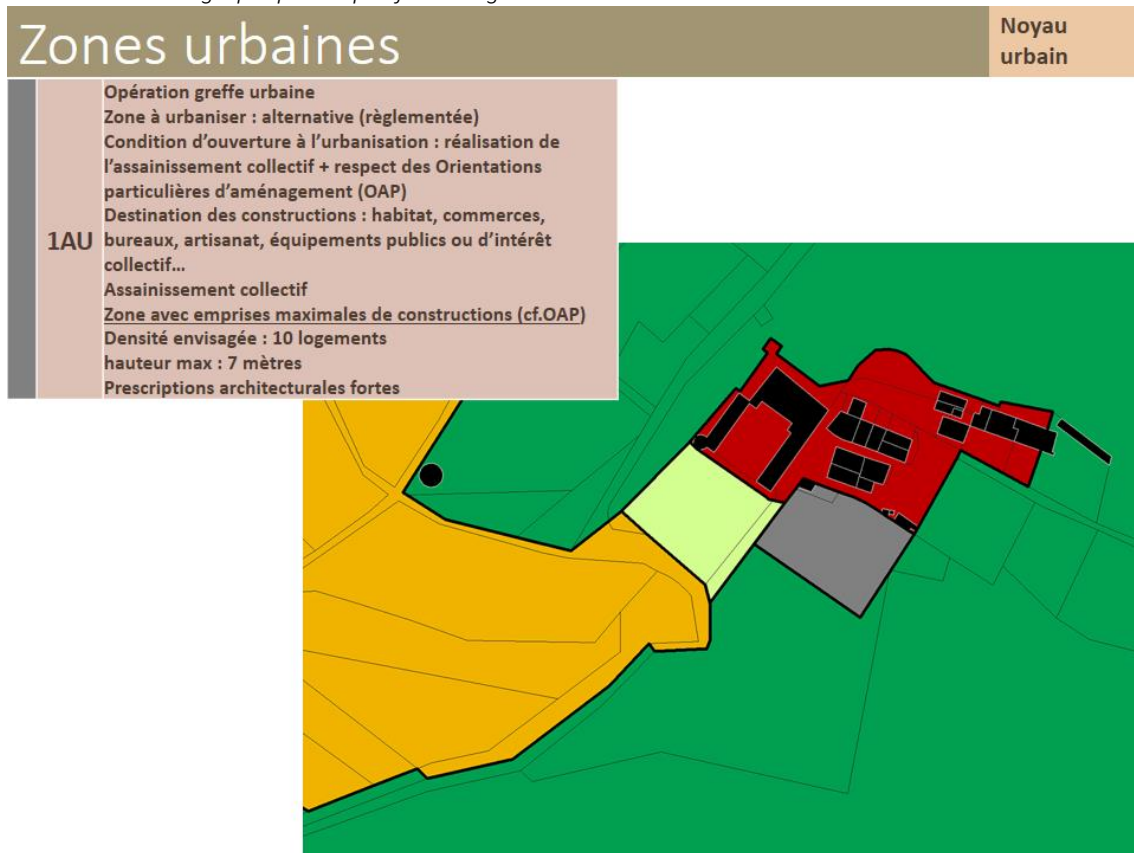 Zones urbaines
Noyau
urbain
Opération greffe urbaine
Zone à urbaniser : alternative (règlementée)
Condition d'ouverture à l'urbanisation : réalisation de
l'assainissement collectif + respect des Orientations
particulières d'aménagement (OAP)
Destination des constructions : habitat, commerces,
1AU bureaux, artisanat, équipements publics ou d'intérêt
collectif…
Assainissement collectif
Zone avec emprises maximales de constructions (cf.OAP)
Densité envisagée : 10 logements
hauteur max : 7 mètres
Prescriptions architecturales fortes